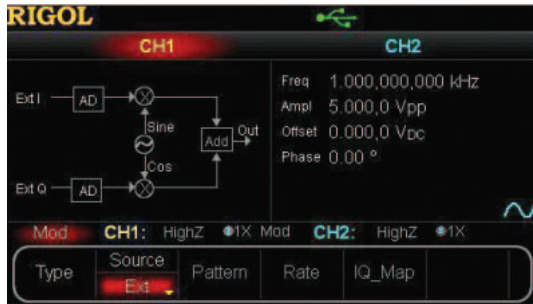 RIGOL
CH1
CH2
Freq 1.000,000,000 kHz
Ampl 5.000,0 Vpp
Offset 0.000,0 VDC
Phase 0.00 °
Ext I
AD
Sine
Add
Out
Cos
Ext Q
AD
Mod CH1: HighZ 1X Mod CH2: HighZ 1X
Type Source Pattern Rate IQ_Map
Ext